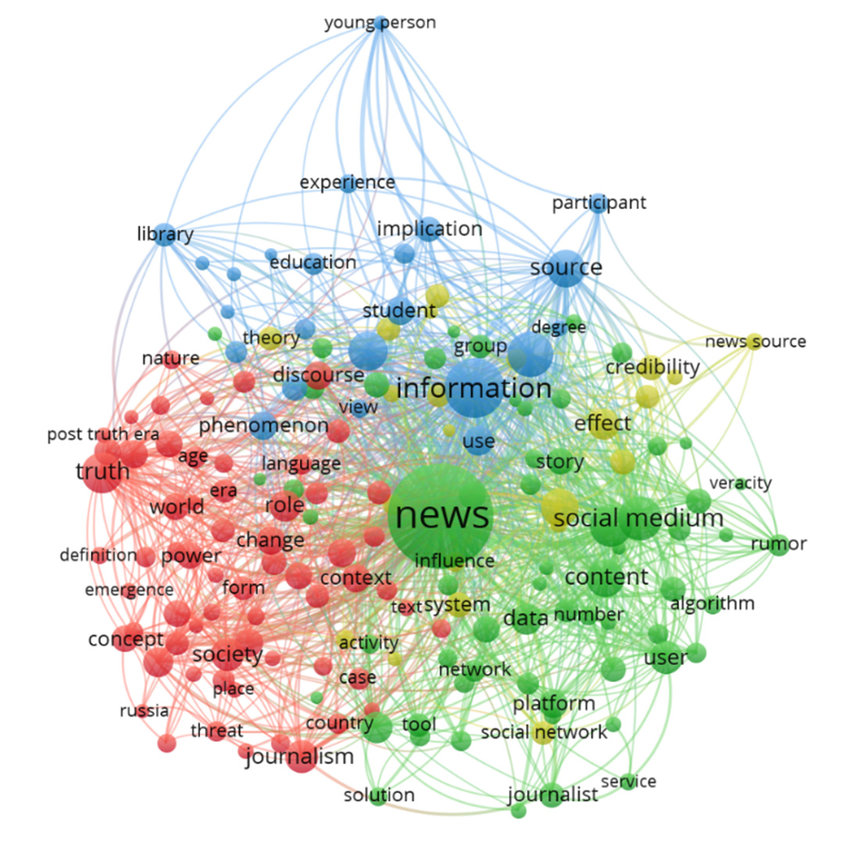 young person
experience
participant
implication
library
education
source
student
degree
theory
group
news source
nature
discourse
credibility
information
view
phenomenon
effect
post truth era
use
age
language
story
truth
era
veracity
world
role
news
social medium
change
rumor
definition
power
influence
context
content
emergence
form
text
system
algorithm
data
number
concept
activity
society
user
network
case
place
russia
platform
threat
country
tool
social network
journalism
service
solution
journalist